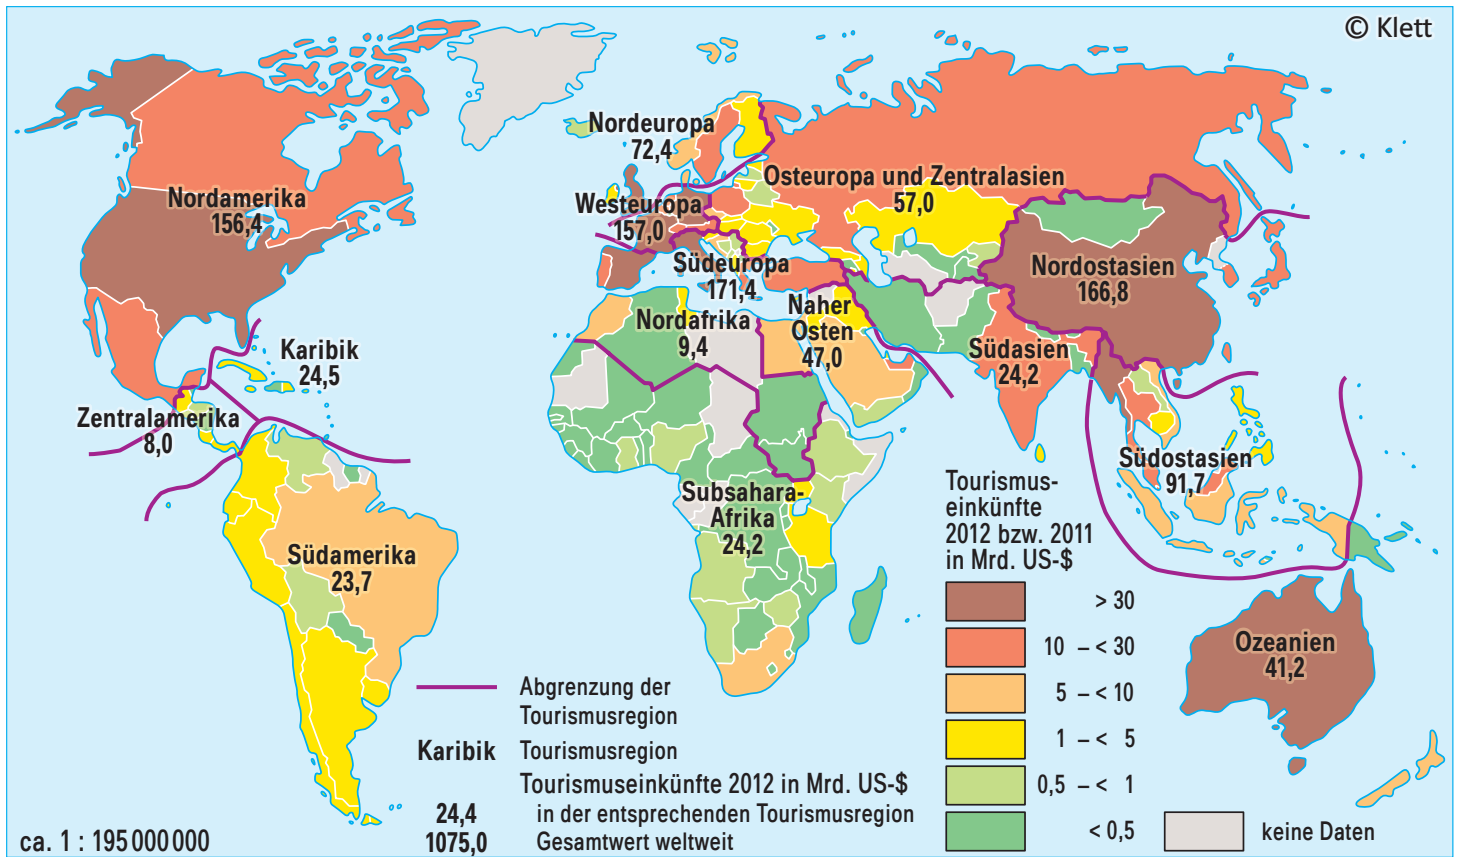 © Klett
Nordeuropa
72,4
Osteuropa und Zentralasien
57,0
Nordamerika
156,4
Westeuropa
157,0
Südeuropa
171,4
Nordostasien
166,8
Naher
Osten
47,0
Nordafrika
9,4
Karibik
24,5
Südasien
24,2
Zentralamerika
8,0
Südostasien
91,7
Subsahara-
Afrika
24,2
Südamerika
23,7
Ozeanien
41,2
Tourismus-
einkünfte
2012 bzw. 2011
in Mrd. US-$
> 30
10 – < 30
5 – < 10
1 – < 5
0,5 – < 1
< 0,5
keine Daten
Abgrenzung der
Tourismusregion
Karibik Tourismusregion
Tourismuseinkünfte 2012 in Mrd. US-$
24,4 in der entsprechenden Tourismusregion
1075,0 Gesamtwert weltweit
ca. 1 : 195 000 000